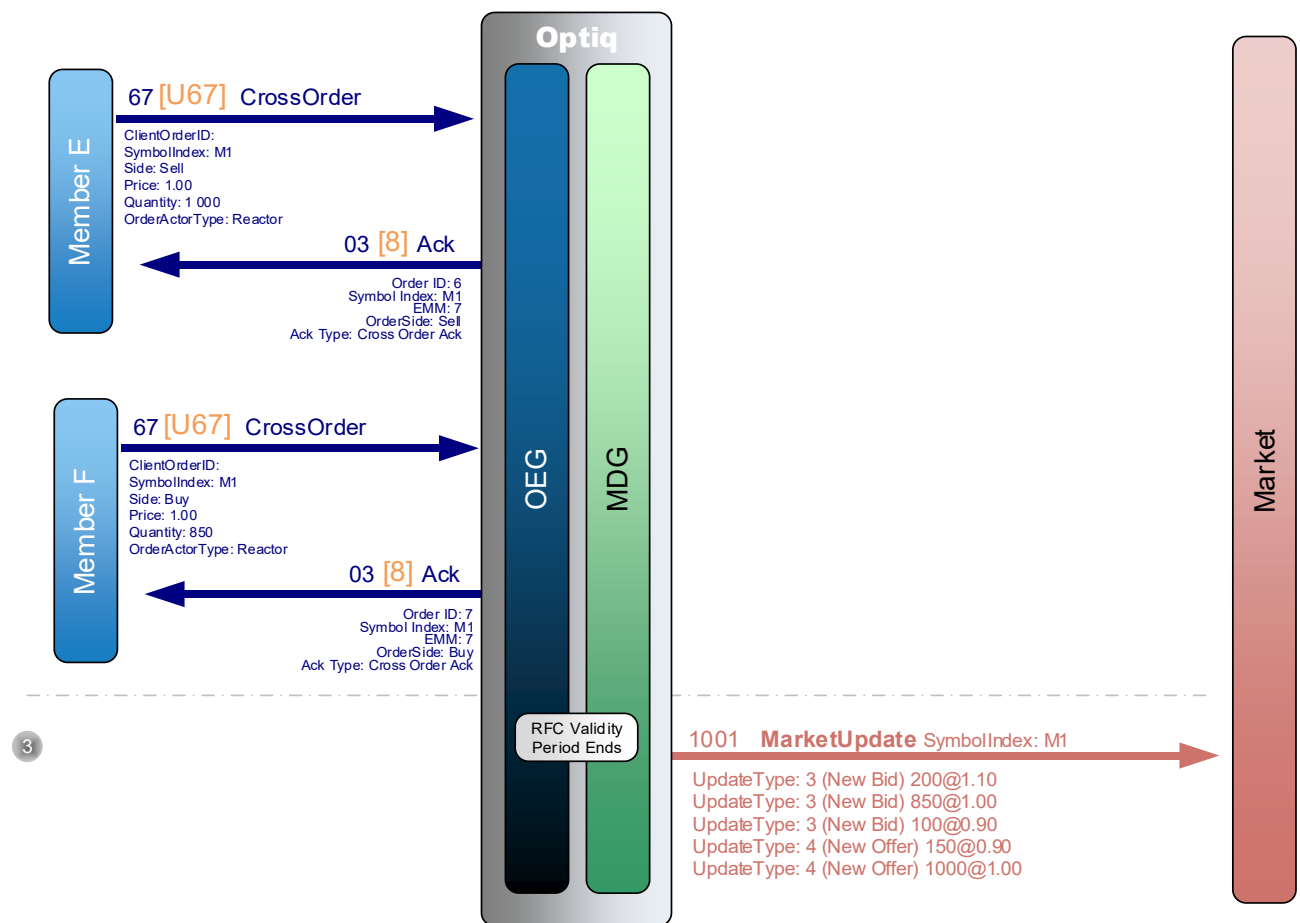 Optiq
Member E
67 [U67] CrossOrder
ClientOrderID:
SymbolIndex: M1
Side: Sell
Price: 1.00
Quantity: 1 000
OrderActorType: Reactor
03 [8] Ack
Order ID: 6
Symbol Index: M1
EMM: 7
OrderSide: Sell
Ack Type: Cross Order Ack
Member F
67 [U67] CrossOrder
ClientOrderID:
SymbolIndex: M1
Side: Buy
Price: 1.00
Quantity: 850
OrderActorType: Reactor
03 [8] Ack
Order ID: 7
Symbol Index: M1
EMM: 7
OrderSide: Buy
Ack Type: Cross Order Ack
OEG
MDG
Market
3
RFC Validity
Period Ends
1001 MarketUpdate SymbolIndex: M1
UpdateType: 3 (New Bid) 200@1.10
UpdateType: 3 (New Bid) 850@1.00
UpdateType: 3 (New Bid) 100@0.90
UpdateType: 4 (New Offer) 150@0.90
UpdateType: 4 (New Offer) 1000@1.00